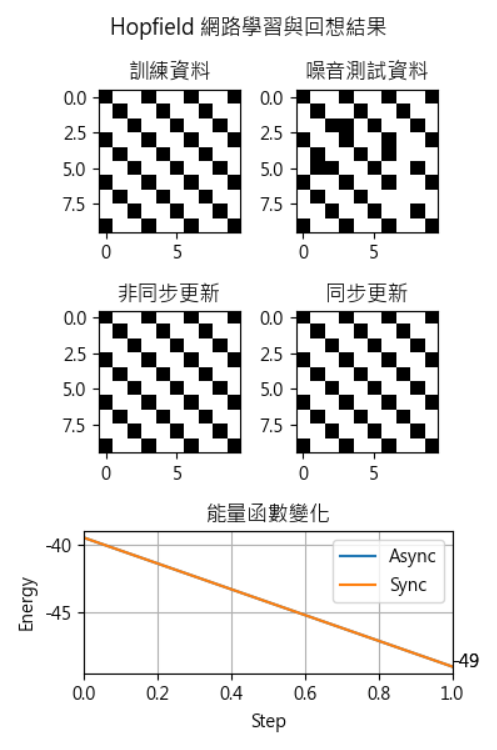 Hopfield 網路學習與回想結果
訓練資料 噪音測試資料
0.0 0.0
2.5 2.5
5.0 5.0
7.5 7.5
0 5 0 5
非同步更新 同步更新
0.0 0.0
2.5 2.5
5.0 5.0
7.5 7.5
0 5 0 5
能量函數變化
-40
-45
Energy
Async
Sync
-49
0.0 0.2 0.4 0.6 0.8 1.0
Step